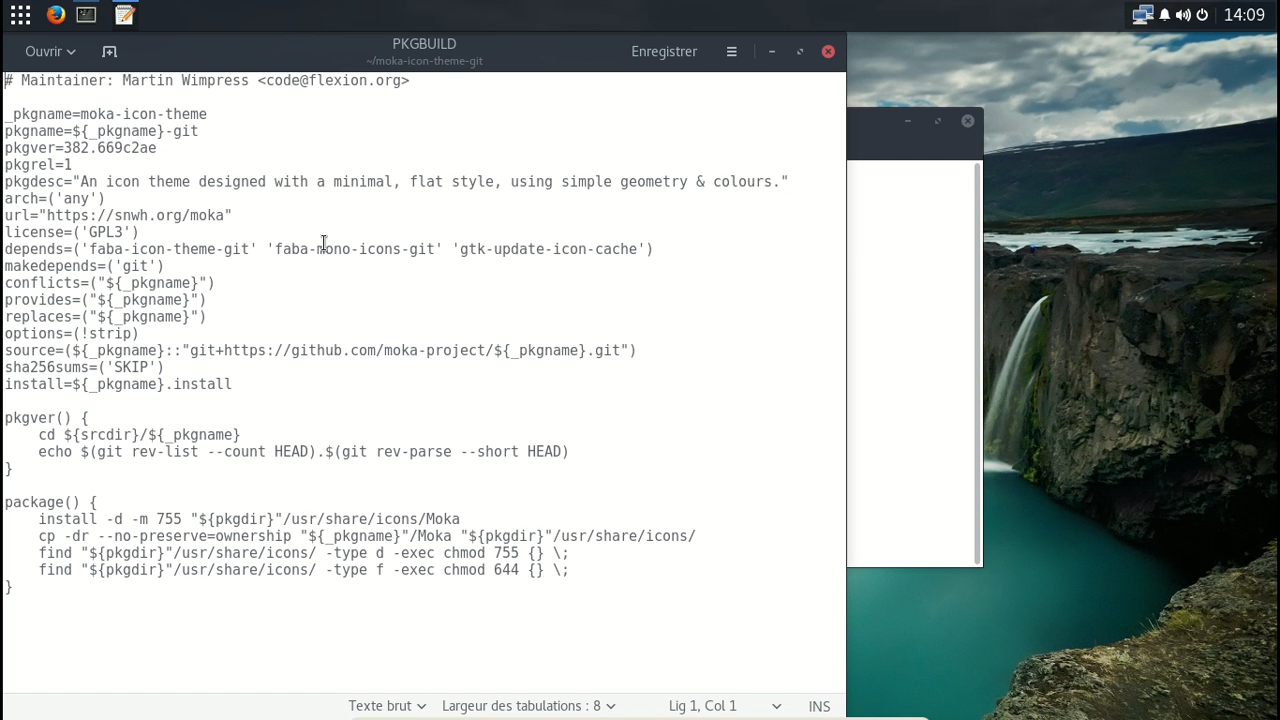 14:09
Ouvrir
PKGBUILD
~/moka-icon-theme-git
Enregistrer
# Maintainer: Martin Wimpress <code@flexion.org>
_pkgname=moka-icon-theme
pkgname=${_pkgname}-git
pkgver=382.669c2ae
pkgrel=1
pkgdesc="An icon theme designed with a minimal, flat style, using simple geometry & colours."
arch=('any')
url="https://snwh.org/moka"
license=('GPL3')
depends=('faba-icon-theme-git' 'faba-mono-icons-git' 'gtk-update-icon-cache')
makedepends=('git')
conflicts=("${_pkgname}")
provides=("${_pkgname}")
replaces=("${_pkgname}")
options=(!strip)
source=(${_pkgname}::"git+https://github.com/moka-project/${_pkgname}.git")
sha256sums=('SKIP')
install=${_pkgname}.install
pkgver() {
    cd ${srcdir}/${_pkgname}
    echo $(git rev-list --count HEAD).$(git rev-parse --short HEAD)
}
package() {
    install -d -m 755 "${pkgdir}"/usr/share/icons/Moka
    cp -dr --no-preserve=ownership "${_pkgname}"/Moka "${pkgdir}"/usr/share/icons/
    find "${pkgdir}"/usr/share/icons/ -type d -exec chmod 755 {} \;
    find "${pkgdir}"/usr/share/icons/ -type f -exec chmod 644 {} \;
}
Texte brut
Largeur des tabulations : 8
Lig 1, Col 1
INS